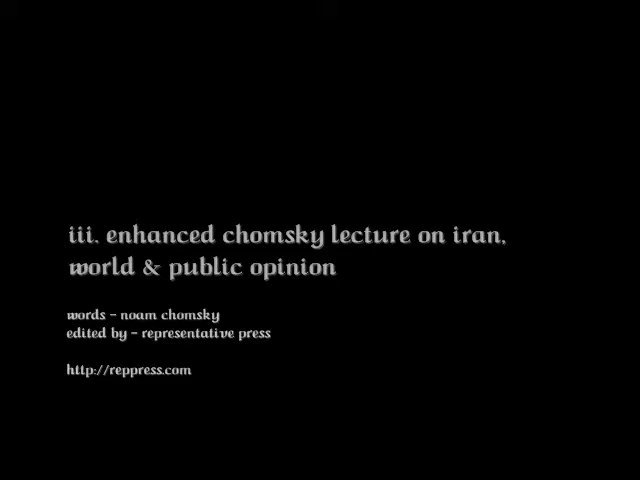 iii. enhanced chomsky lecture on iran,
world & public opinion
words - noam chomsky
edited by - representative press
http://reppress.com